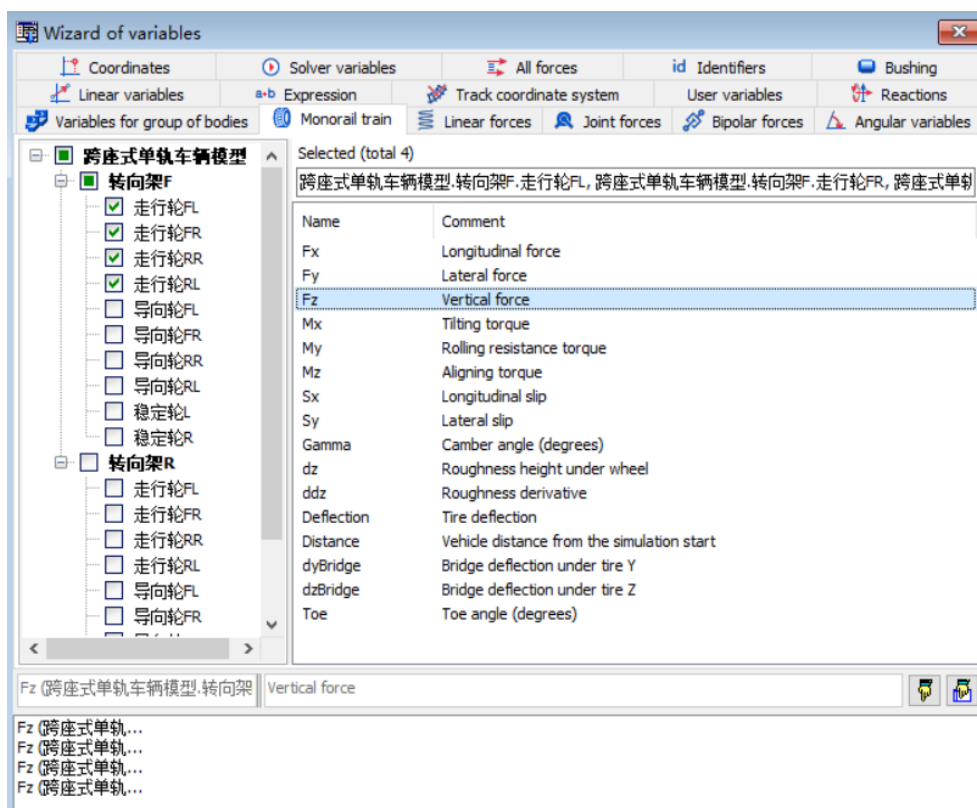 Wizard of variables
Coordinates Solver variables All forces id Identifiers Bushing
Linear variables a+b Expression Track coordinate system User variables Reactions
Variables for group of bodies Monorail train Linear forces Joint forces Bipolar forces Angular variables
跨座式单轨车辆模型
转向架F
走行轮FL
走行轮FR
走行轮RR
走行轮RL
导向轮FL
导向轮FR
导向轮RR
导向轮RL
稳定轮L
稳定轮R
转向架R
走行轮FL
走行轮FR
走行轮RR
走行轮RL
导向轮FL
导向轮FR
Selected (total 4)
跨座式单轨车辆模型.转向架F.走行轮FL, 跨座式单轨车辆模型.转向架F.走行轮FR, 跨座式单轨
Name Comment
Fx Longitudinal force
Fy Lateral force
Fz Vertical force
Mx Tilting torque
My Rolling resistance torque
Mz Aligning torque
Sx Longitudinal slip
Sy Lateral slip
Gamma Camber angle (degrees)
dz Roughness height under wheel
ddz Roughness derivative
Deflection Tire deflection
Distance Vehicle distance from the simulation start
dyBridge Bridge deflection under tire Y
dzBridge Bridge deflection under tire Z
Toe Toe angle (degrees)
Fz (跨座式单轨车辆模型.转向架 Vertical force
Fz (跨座式单轨...
Fz (跨座式单轨...
Fz (跨座式单轨...
Fz (跨座式单轨...